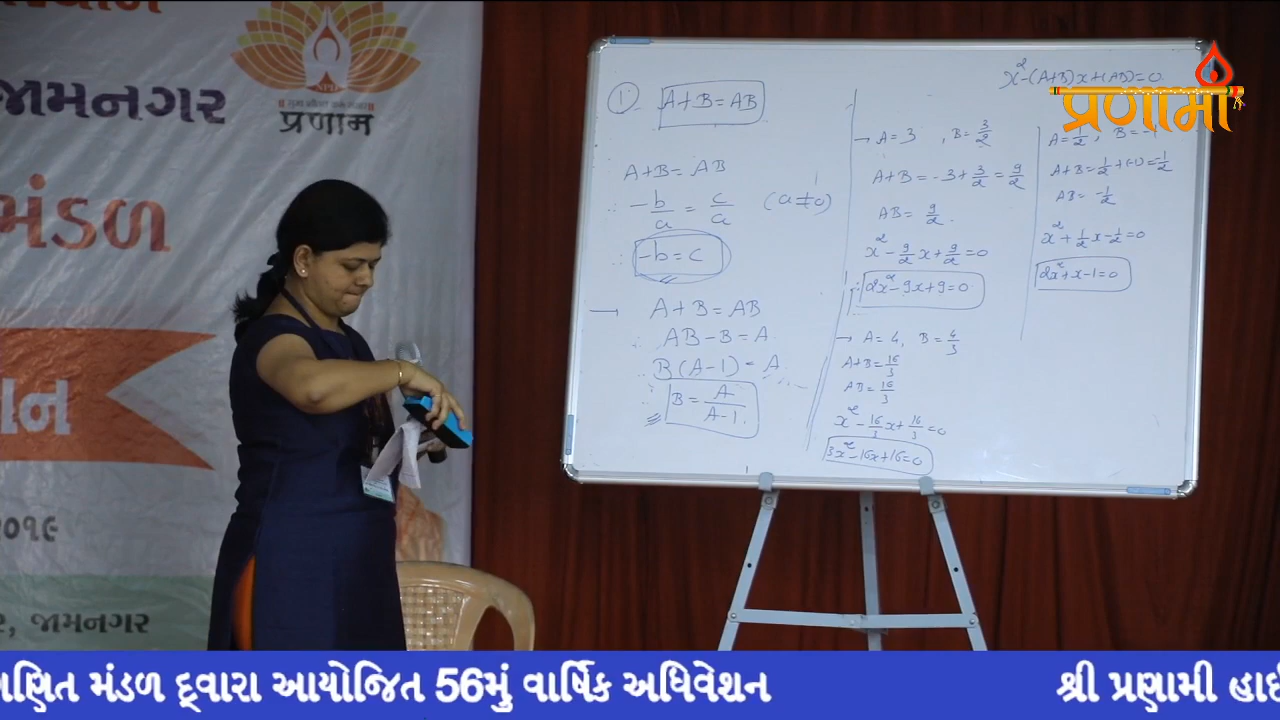 જામનગર
પ્રણામ
મંડળ
૨૦૧૯
, જામનગર
પ્રણામી
x² - (A+B)x + (AB) = 0
① A + B = AB
A + B = AB
∴ -b/a = c/a (a ≠ 0)
∴ -b = c
→ A + B = AB
∴ AB - B = A
B(A-1) = A
B = A/(A-1)
→ A = 3, B = 3/2
A+B = -3 + 3/2 = 9/2
AB = 9/2
x² - 9/2 x + 9/2 = 0
∴ 2x² - 9x + 9 = 0
→ A = 4, B = 4/3
A+B = 16/3
AB = 16/3
x² - 16/3 x + 16/3 = 0
3x² - 16x + 16 = 0
A = 1/2, B = -1
A+B = 1/2 + (-1) = -1/2
AB = -1/2
x² + 1/2 x - 1/2 = 0
2x² + x - 1 = 0
ગણિત મંડળ દ્વારા આયોજિત 56મું વાર્ષિક અધિવેશન શ્રી પ્રણામી